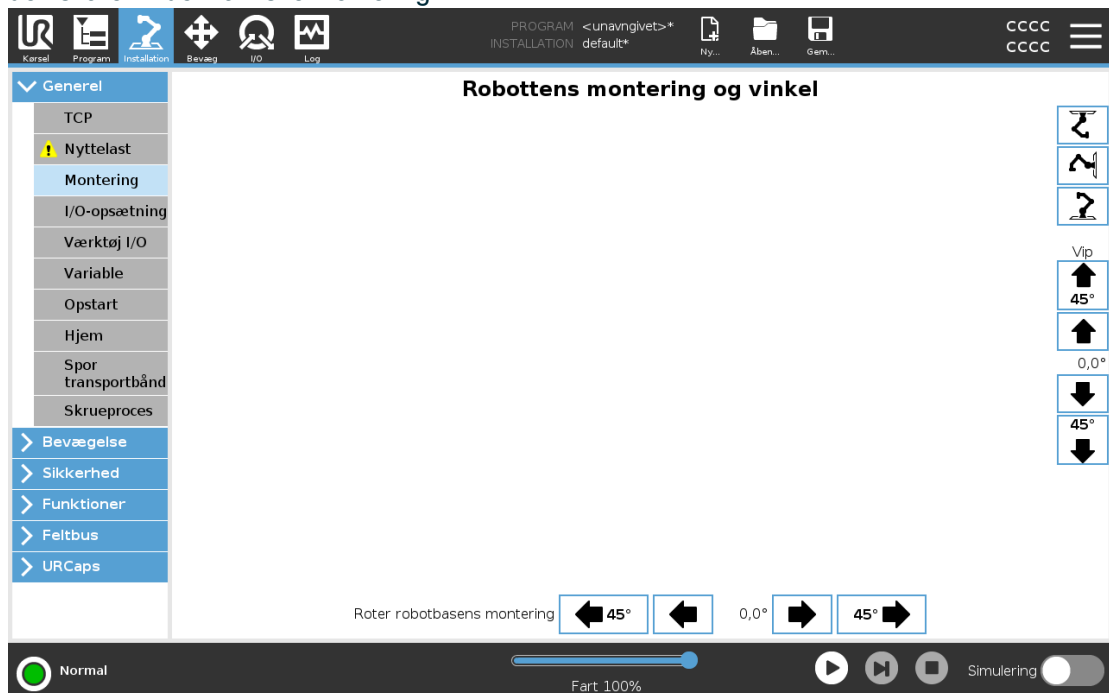 PROGRAM <unavngivet>*
INSTALLATION default*
CCCC
CCCC
Kørsel
Program
Installation
Bevæg
I/O
Log
Ny...
Åben...
Gem...
Generel
TCP
Nyttelast
Montering
I/O-opsætning
Værktøj I/O
Variable
Opstart
Hjem
Spor
transportbånd
Skrueproces
Bevægelse
Sikkerhed
Funktioner
Feltbus
URCaps
Robottens montering og vinkel
Vip
45°
0,0°
45°
Roter robotbasens montering 45° 0,0° 45°
Normal
Fart 100%
Simulering